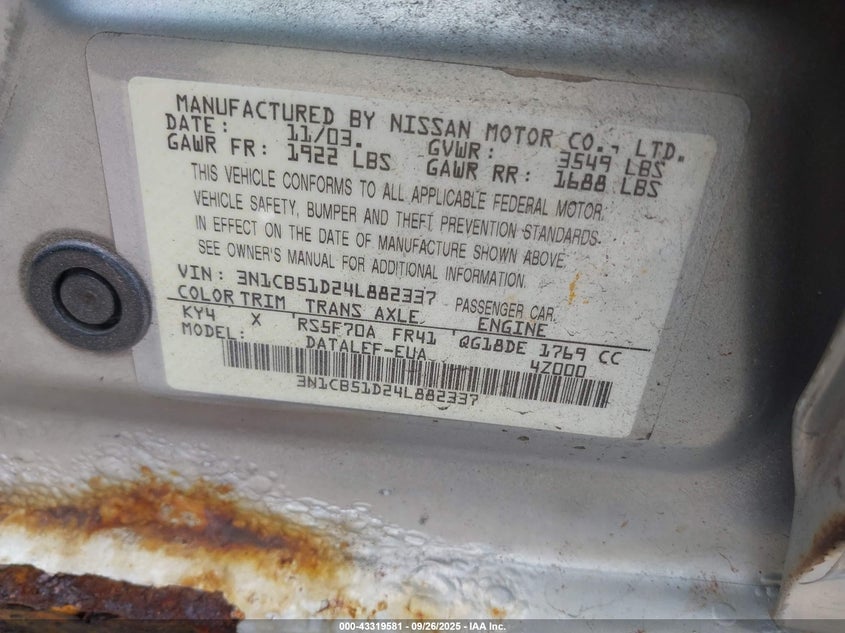 MANUFACTURED BY NISSAN MOTOR CO., LTD.
DATE: 11/03. GVWR: 3549 LBS
GAWR FR: 1922 LBS GAWR RR: 1688 LBS
THIS VEHICLE CONFORMS TO ALL APPLICABLE FEDERAL MOTOR
VEHICLE SAFETY, BUMPER AND THEFT PREVENTION STANDARDS
IN EFFECT ON THE DATE OF MANUFACTURE SHOWN ABOVE
SEE OWNER'S MANUAL FOR ADDITIONAL INFORMATION.
VIN: 3N1CB51D24L882337 PASSENGER CAR
COLOR TRIM TRANS AXLE ENGINE
KY4 X RS5F70A FR41 QG18DE 1769 CC
MODEL: DATALEF-EUA 4Z000
3N1CB51D24L882337
000-43319581 - 09/26/2025 - IAA Inc.